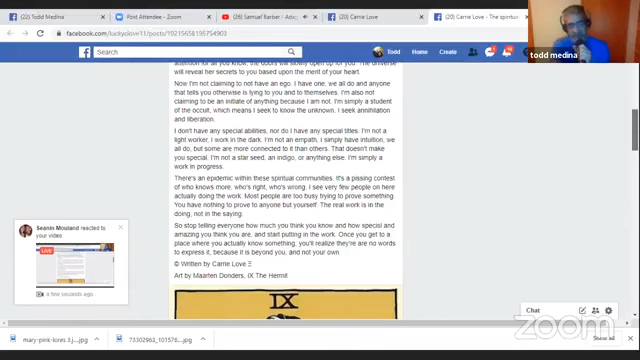 (22) Todd Medina
Post Attendee - Zoom
(26) Samuel Barber - Adag
(20) Carrie Love
(20) Carrie Love - The spiritua
facebook.com/luckyclove11/posts/10215658195754903
Search
Todd
Home
Create
todd medina
attention for all you know, the doors will slowly open up for you. The universe
will reveal her secrets to you based upon the merit of your heart.
Now I'm not claiming to not have an ego. I have one, we all do and anyone
that tells you otherwise is lying to you and to themselves. I'm also not
claiming to be an initiate of anything because I am not. I'm simply a student
of the occult, which means I seek to know the unknown. I seek annihilation
and liberation.
I don't have any special abilities, nor do I have any special titles. I'm not a
light worker, I work in the dark. I'm not an empath, I simply have intuition, we
all do, but some are more connected to it than others. That doesn't make
you special. I'm not a star seed, an indigo, or anything else. I'm simply a
work in progress.
There's an epidemic within these spiritual communities. It's a pissing contest
of who knows more, who's right, who's wrong. I see very few people on here
actually doing the work. Most people are too busy trying to prove something.
You have nothing to prove to anyone but yourself. The real work is in the
doing, not in the saying.
So stop telling everyone how much you think you know and how special and
amazing you think you are, and start putting in the work. Once you get to a
place where you actually know something, you'll realize they're are no words
to express it, because it is beyond you, and not your own.
© Written by Carrie Love Ξ
Art by Maarten Donders, IX The Hermit
IX
Seanin Mouland reacted to
your video
LIVE
a few seconds ago
Chat
zoom
mary-pink-lores 3.j....jpg
73302963_101576....jpg
Show all